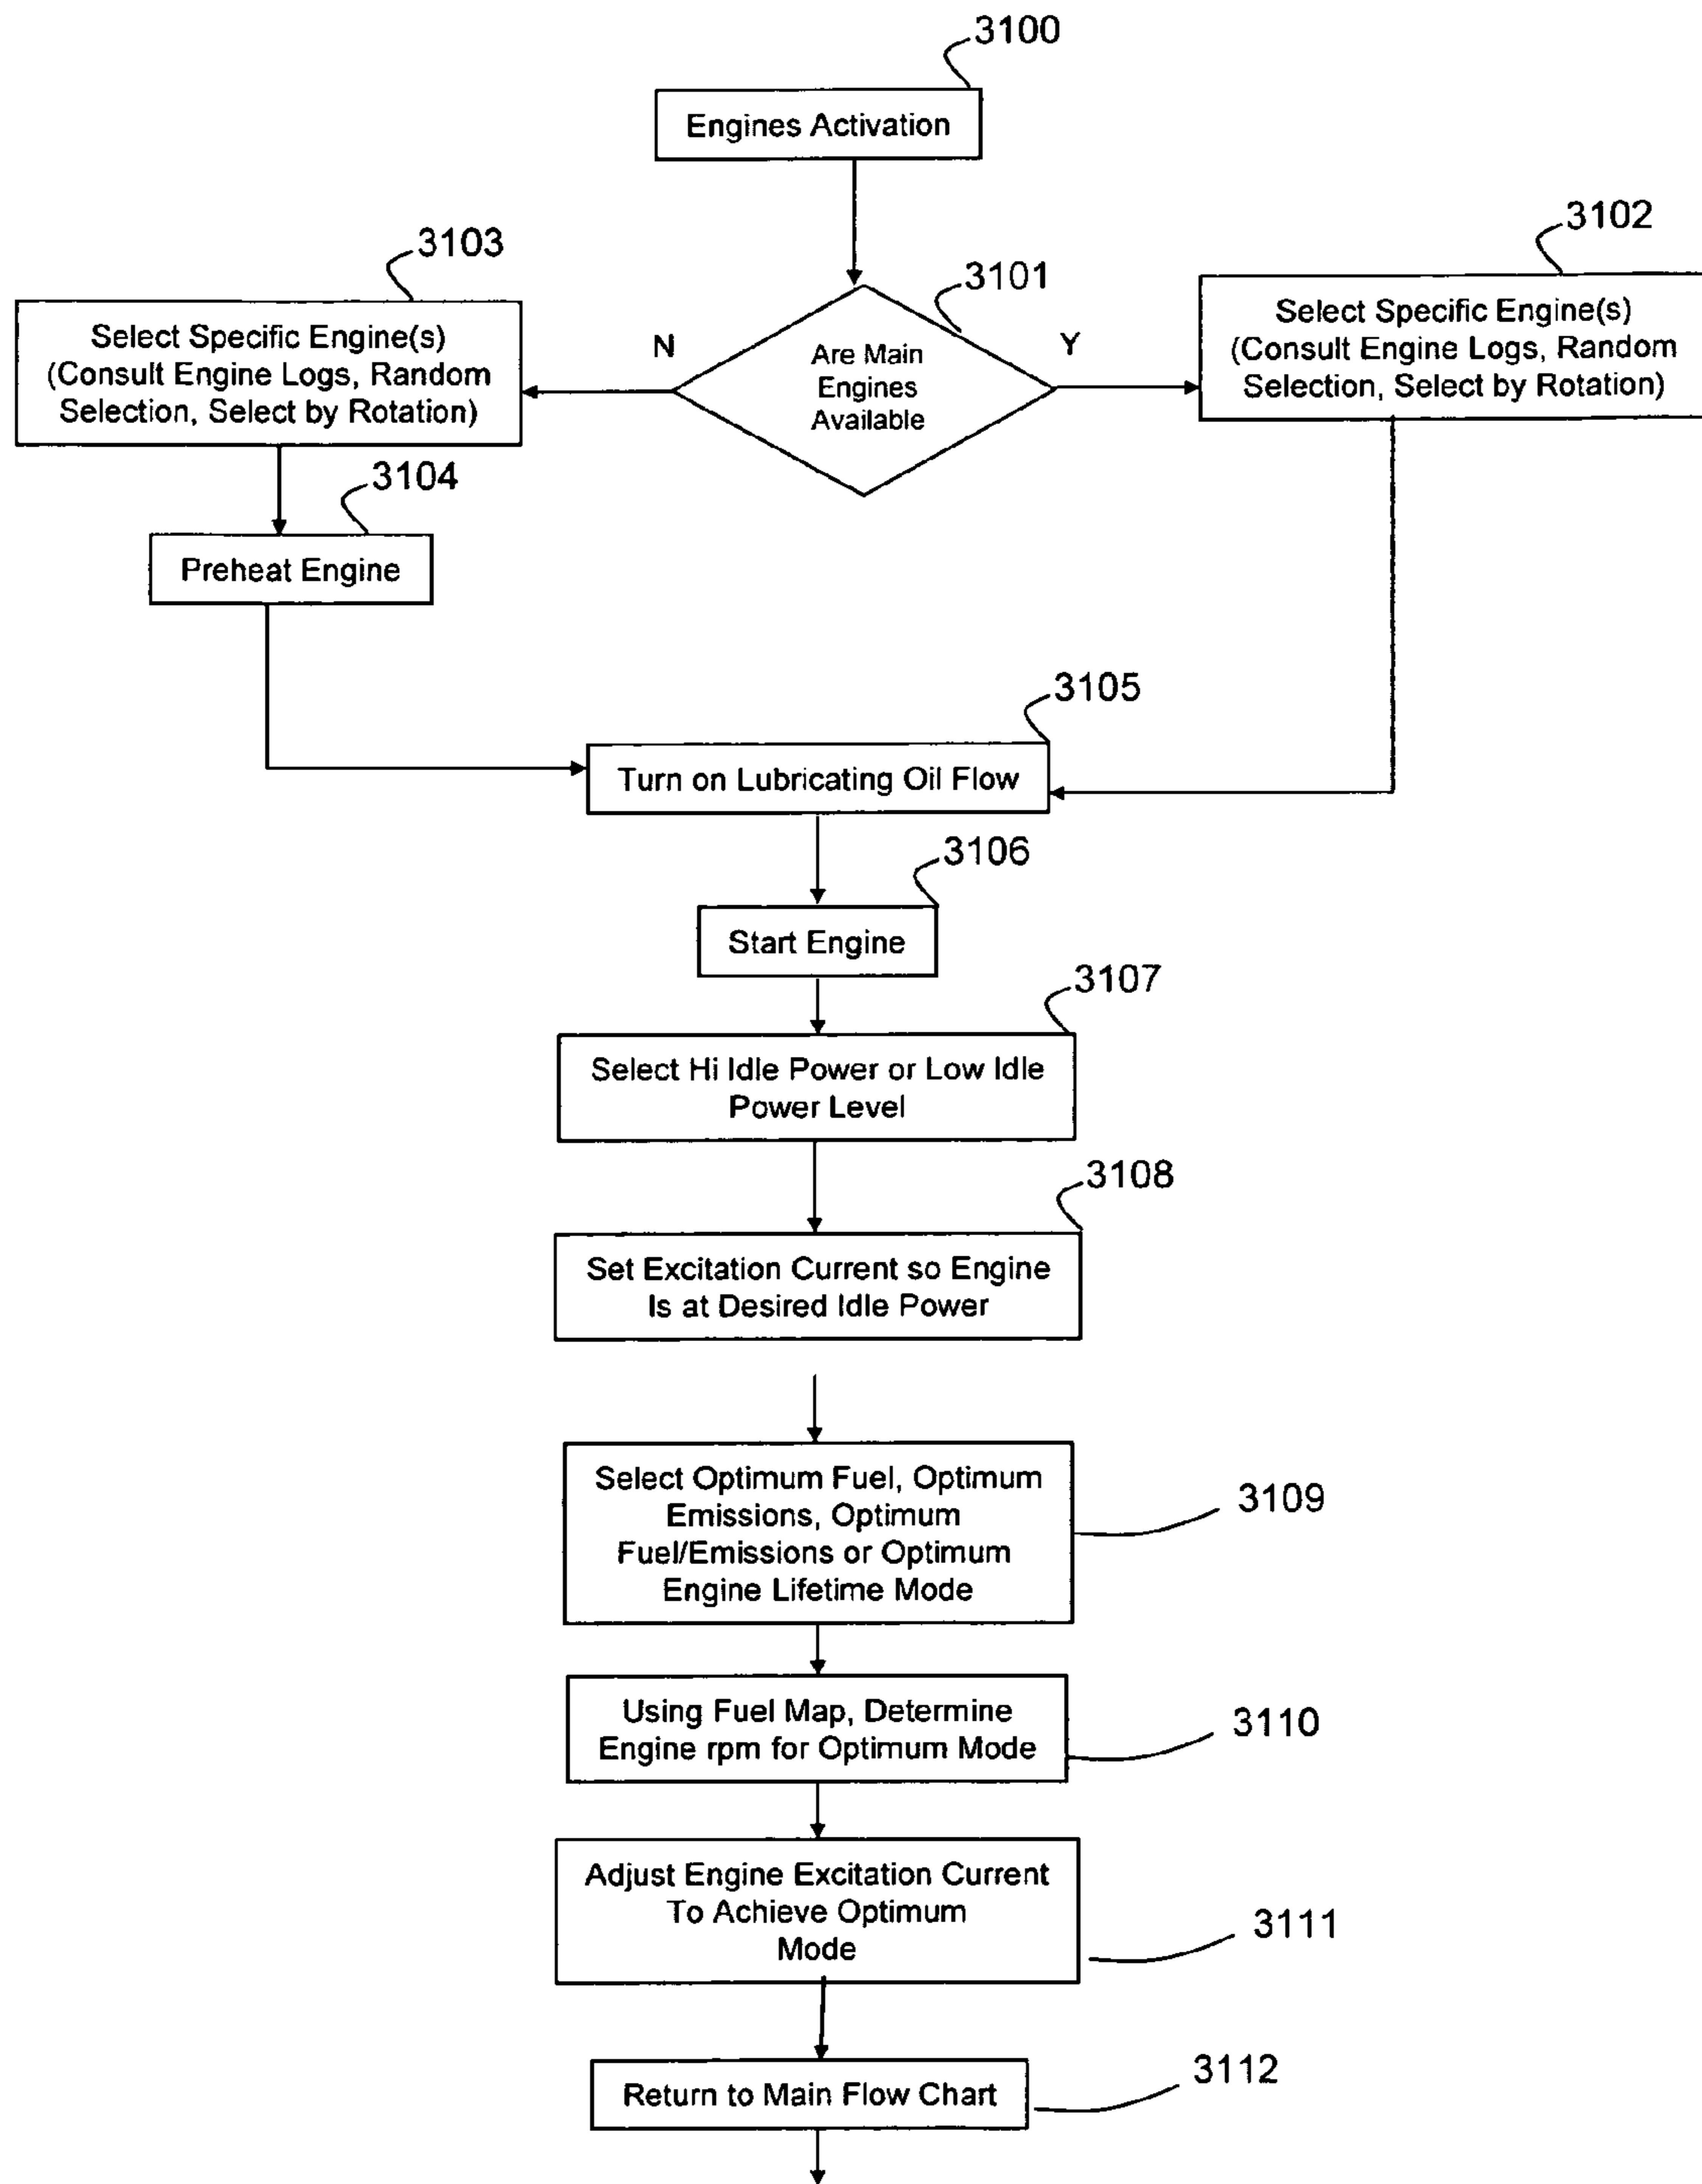 3100
Engines Activation
3103
3102
3101
Select Specific Engine(s)
(Consult Engine Logs, Random
Selection, Select by Rotation)
N
Are Main
Engines
Available
Y
Select Specific Engine(s)
(Consult Engine Logs, Random
Selection, Select by Rotation)
3104
Preheat Engine
3105
Turn on Lubricating Oil Flow
3106
Start Engine
3107
Select Hi Idle Power or Low Idle
Power Level
3108
Set Excitation Current so Engine
Is at Desired Idle Power
Select Optimum Fuel, Optimum
Emissions, Optimum
Fuel/Emissions or Optimum
Engine Lifetime Mode
3109
Using Fuel Map, Determine
Engine rpm for Optimum Mode
3110
Adjust Engine Excitation Current
To Achieve Optimum
Mode
3111
Return to Main Flow Chart
3112